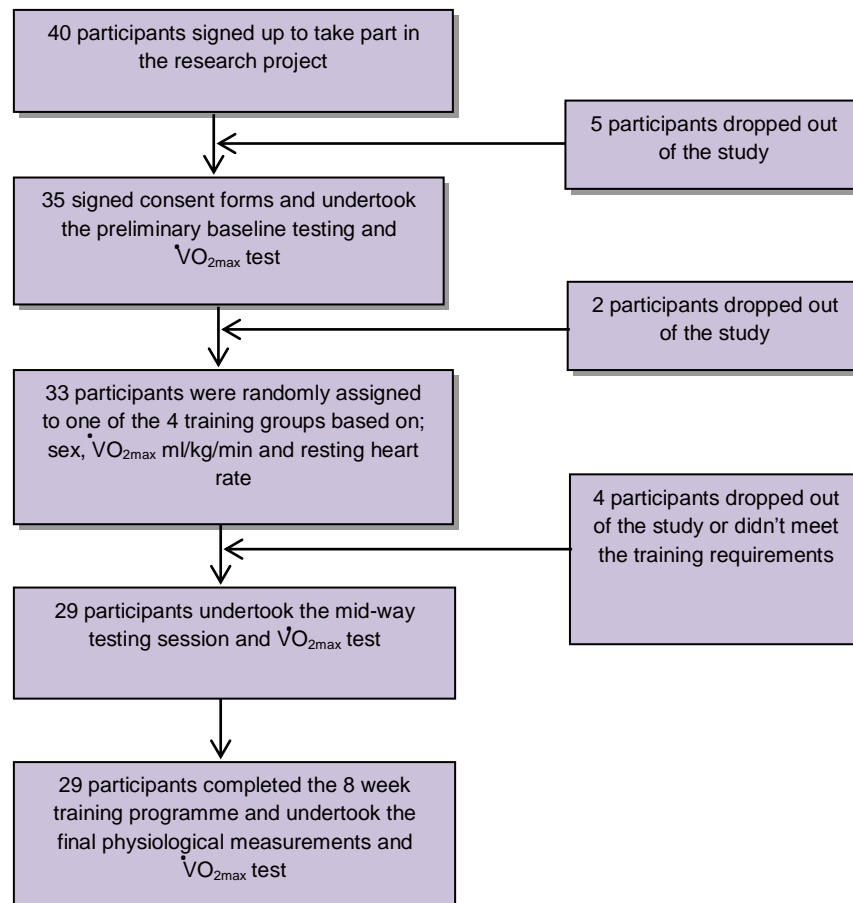 40 participants signed up to take part in
the research project
5 participants dropped out
of the study
35 signed consent forms and undertook
the preliminary baseline testing and
V̇O₂max test
2 participants dropped out
of the study
33 participants were randomly assigned
to one of the 4 training groups based on;
sex, V̇O₂max ml/kg/min and resting heart
rate
4 participants dropped out
of the study or didn't meet
the training requirements
29 participants undertook the mid-way
testing session and V̇O₂max test
29 participants completed the 8 week
training programme and undertook the
final physiological measurements and
V̇O₂max test